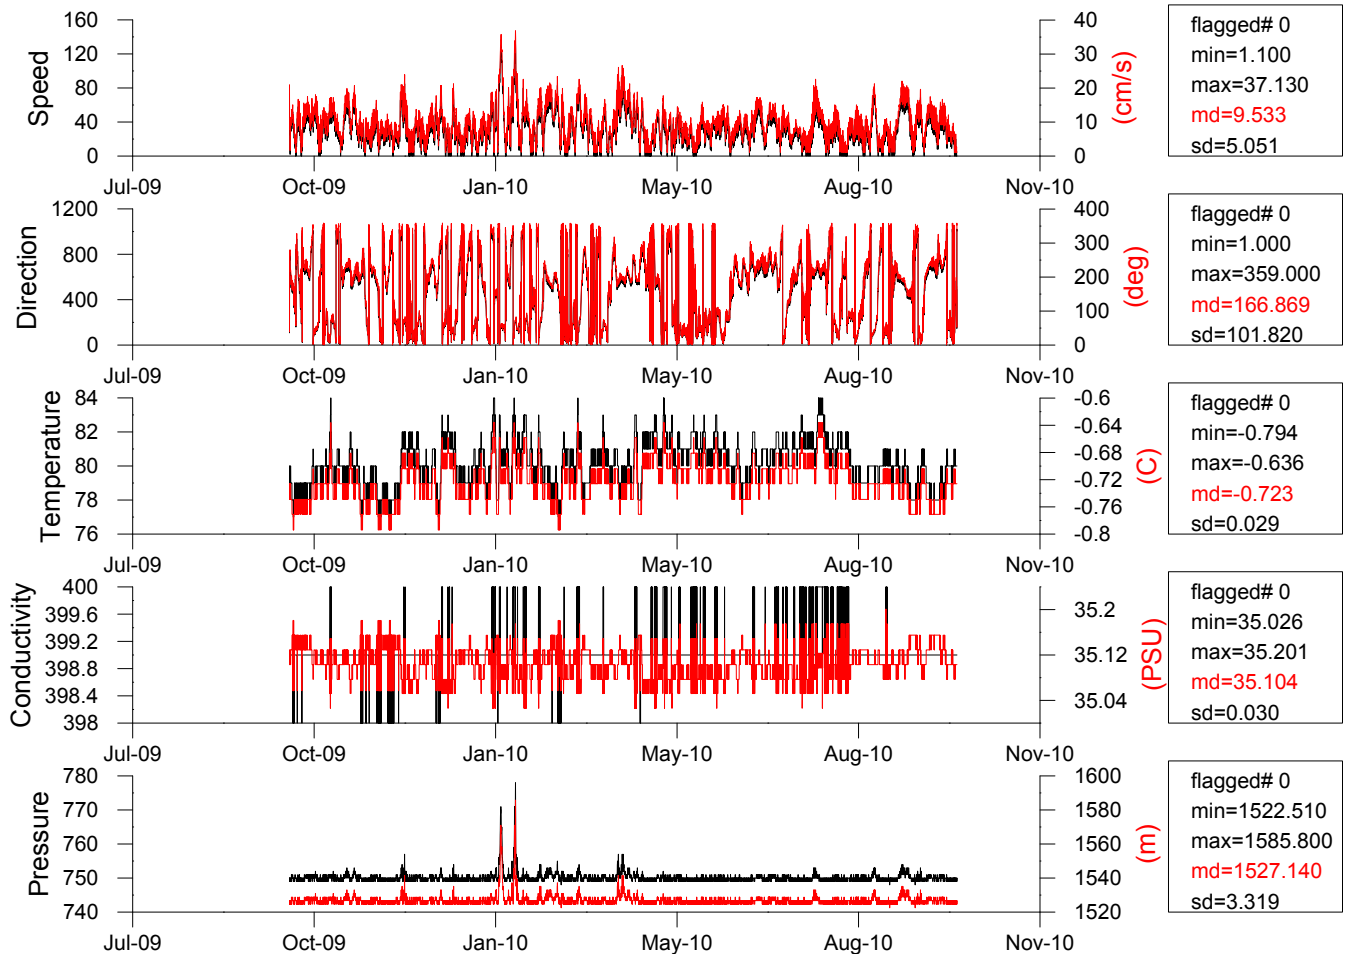 160
120
80
40
0
Speed
40
30
20
10
0
(cm/s)
Jul-09 Oct-09 Jan-10 May-10 Aug-10 Nov-10
flagged# 0
min=1.100
max=37.130
md=9.533
sd=5.051
1200
800
400
0
Direction
400
300
200
100
0
(deg)
Jul-09 Oct-09 Jan-10 May-10 Aug-10 Nov-10
flagged# 0
min=1.000
max=359.000
md=166.869
sd=101.820
84
82
80
78
76
Temperature
-0.6
-0.64
-0.68
-0.72
-0.76
-0.8
(C)
Jul-09 Oct-09 Jan-10 May-10 Aug-10 Nov-10
flagged# 0
min=-0.794
max=-0.636
md=-0.723
sd=0.029
400
399.6
399.2
398.8
398.4
398
Conductivity
35.2
35.12
35.04
(PSU)
Jul-09 Oct-09 Jan-10 May-10 Aug-10 Nov-10
flagged# 0
min=35.026
max=35.201
md=35.104
sd=0.030
780
770
760
750
740
Pressure
1600
1580
1560
1540
1520
(m)
Jul-09 Oct-09 Jan-10 May-10 Aug-10 Nov-10
flagged# 0
min=1522.510
max=1585.800
md=1527.140
sd=3.319